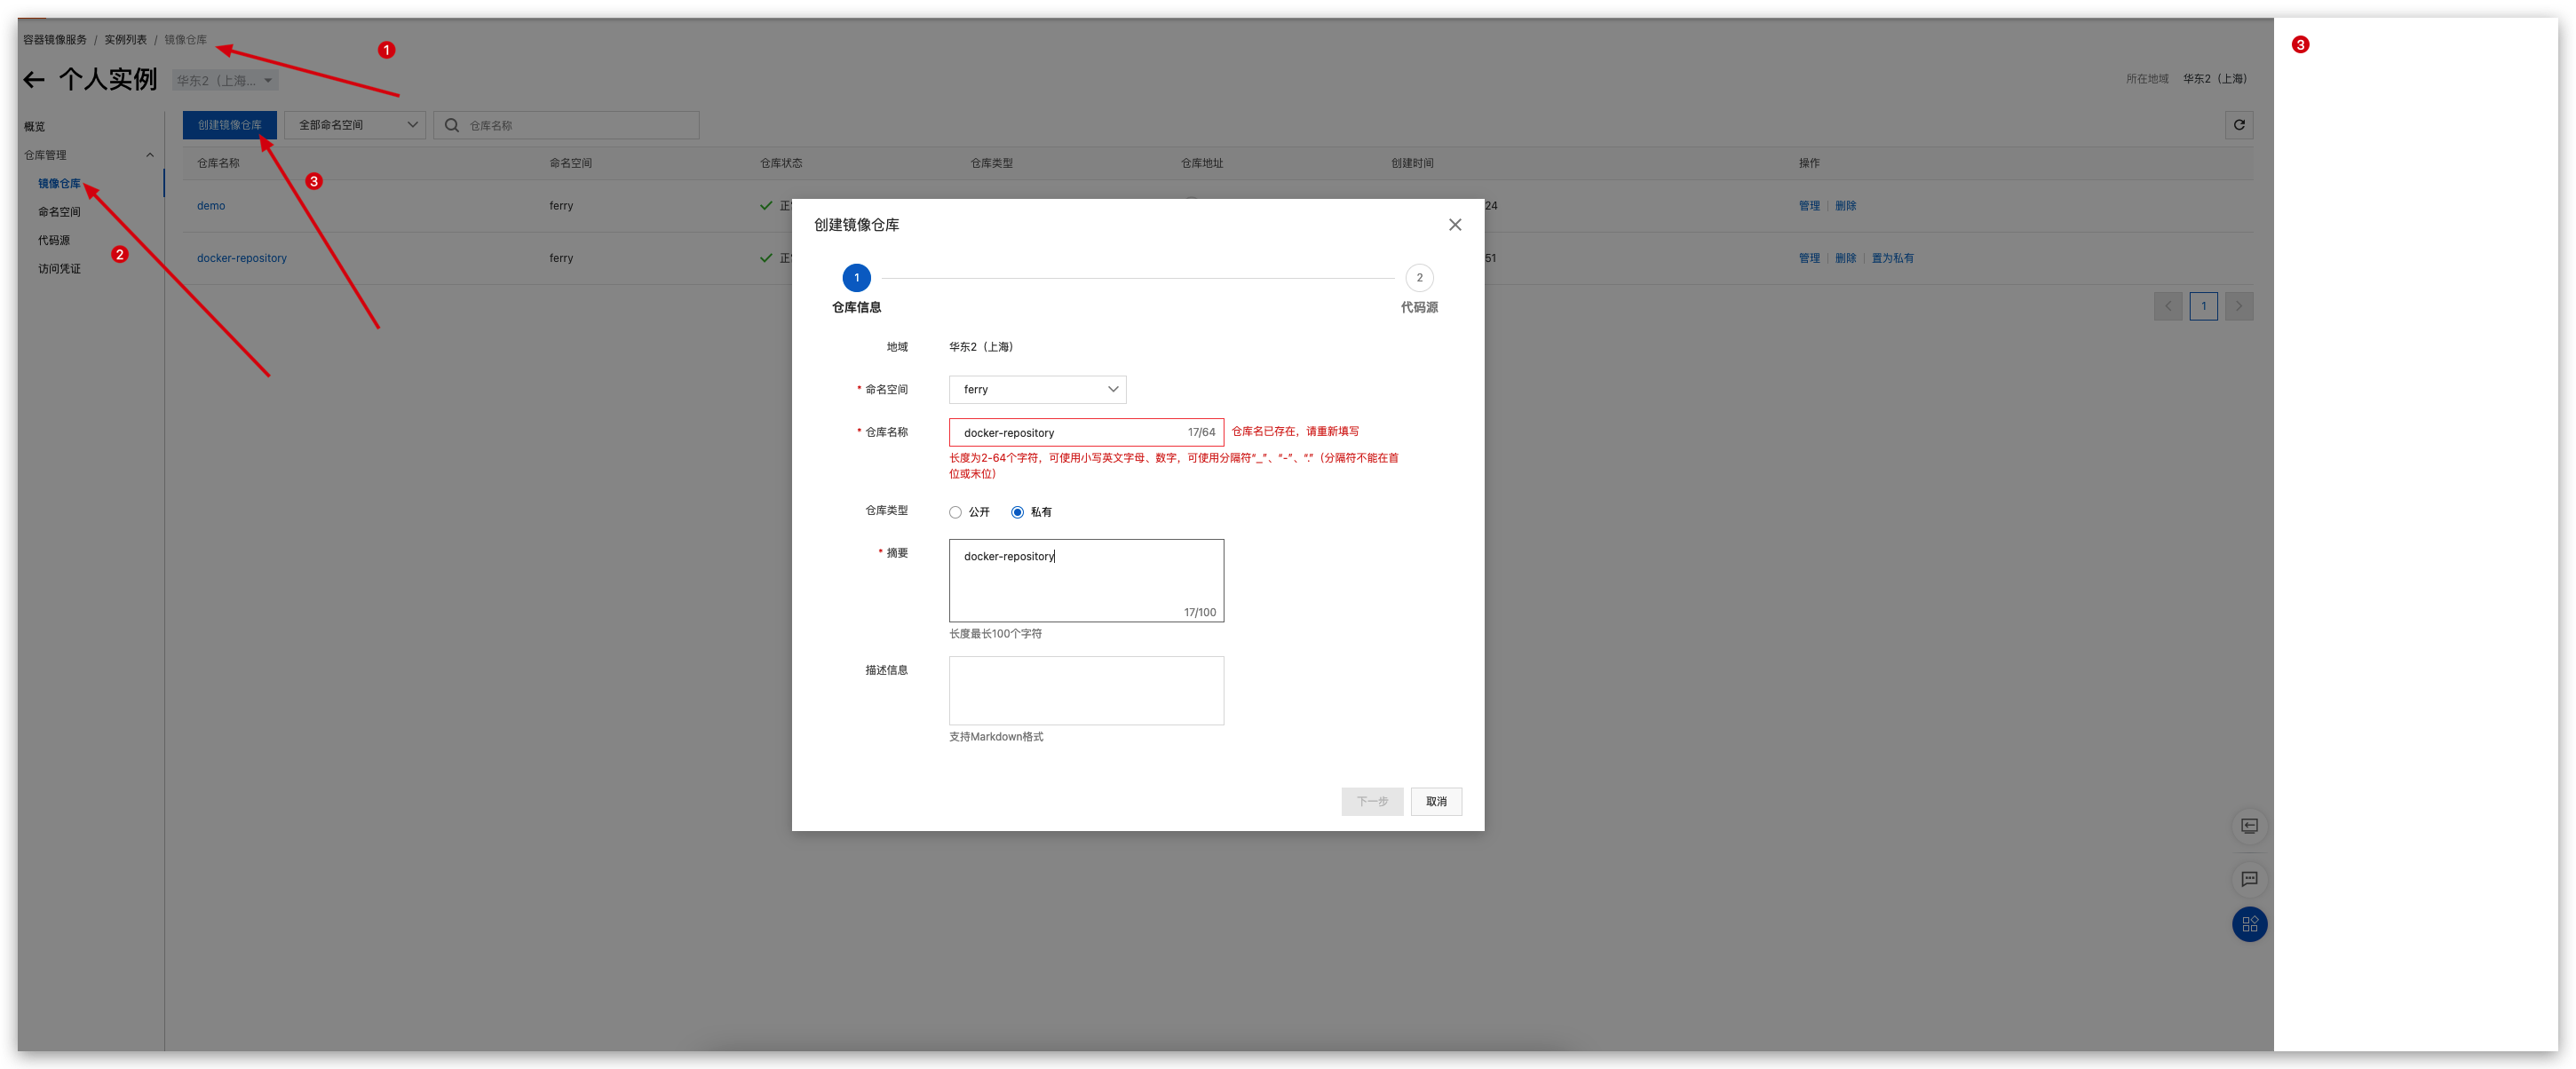 容器镜像服务 / 实例列表 / 镜像仓库
1
3
个人实例 华东2（上海...
所在地域 华东2（上海）
概览
仓库管理
镜像仓库
命名空间
代码源
访问凭证
2
创建镜像仓库 全部命名空间 仓库名称
3
仓库名称 命名空间 仓库状态 仓库类型 仓库地址 创建时间 操作
demo ferry 24 管理 删除
docker-repository ferry 51 管理 删除 置为私有
1
创建镜像仓库
1 2
仓库信息 代码源
地域 华东2（上海）
* 命名空间 ferry
* 仓库名称 docker-repository 17/64 仓库名已存在，请重新填写
长度为2-64个字符，可使用小写英文字母、数字，可使用分隔符“_”、“-”、“.”（分隔符不能在首
位或末位）
仓库类型 公开 私有
* 摘要 docker-repository
17/100
长度最长100个字符
描述信息
支持Markdown格式
下一步 取消